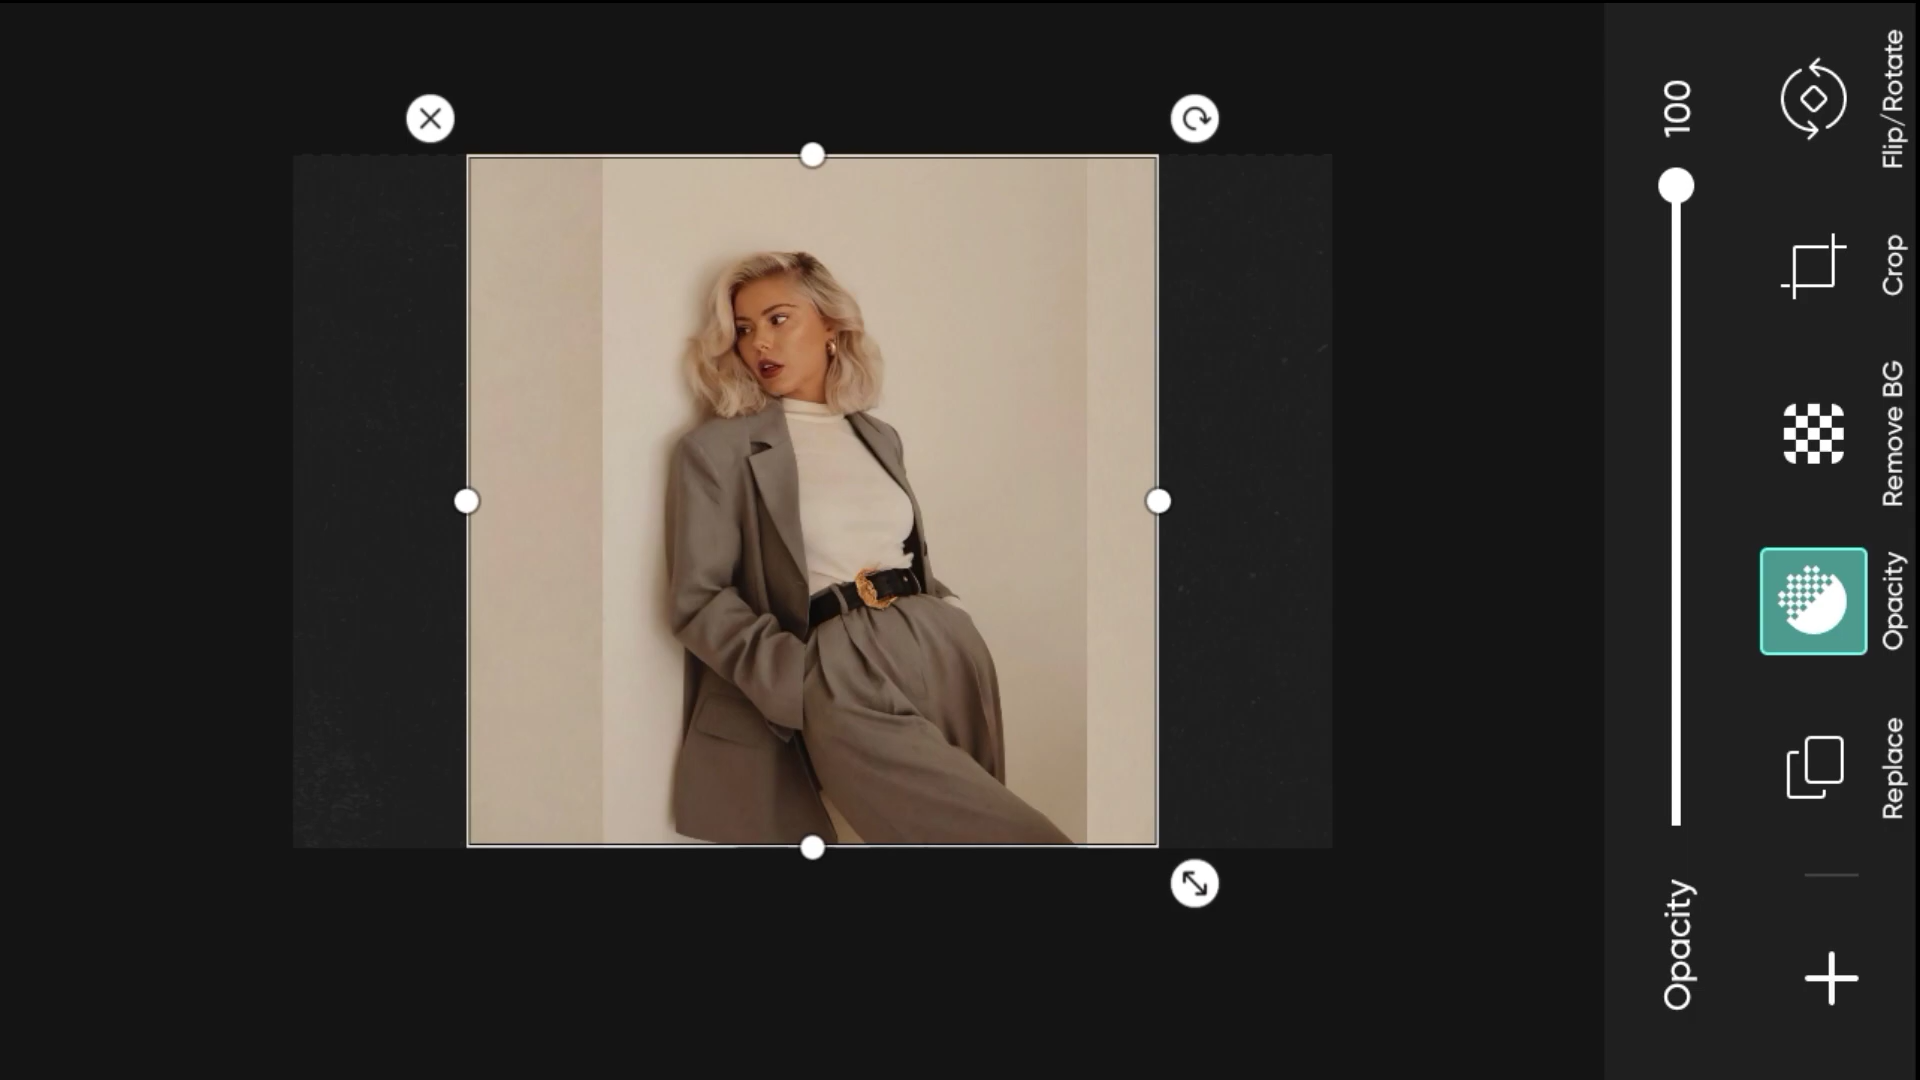 Opacity
100
Replace
Opacity
Remove BG
Crop
Flip/Rotate